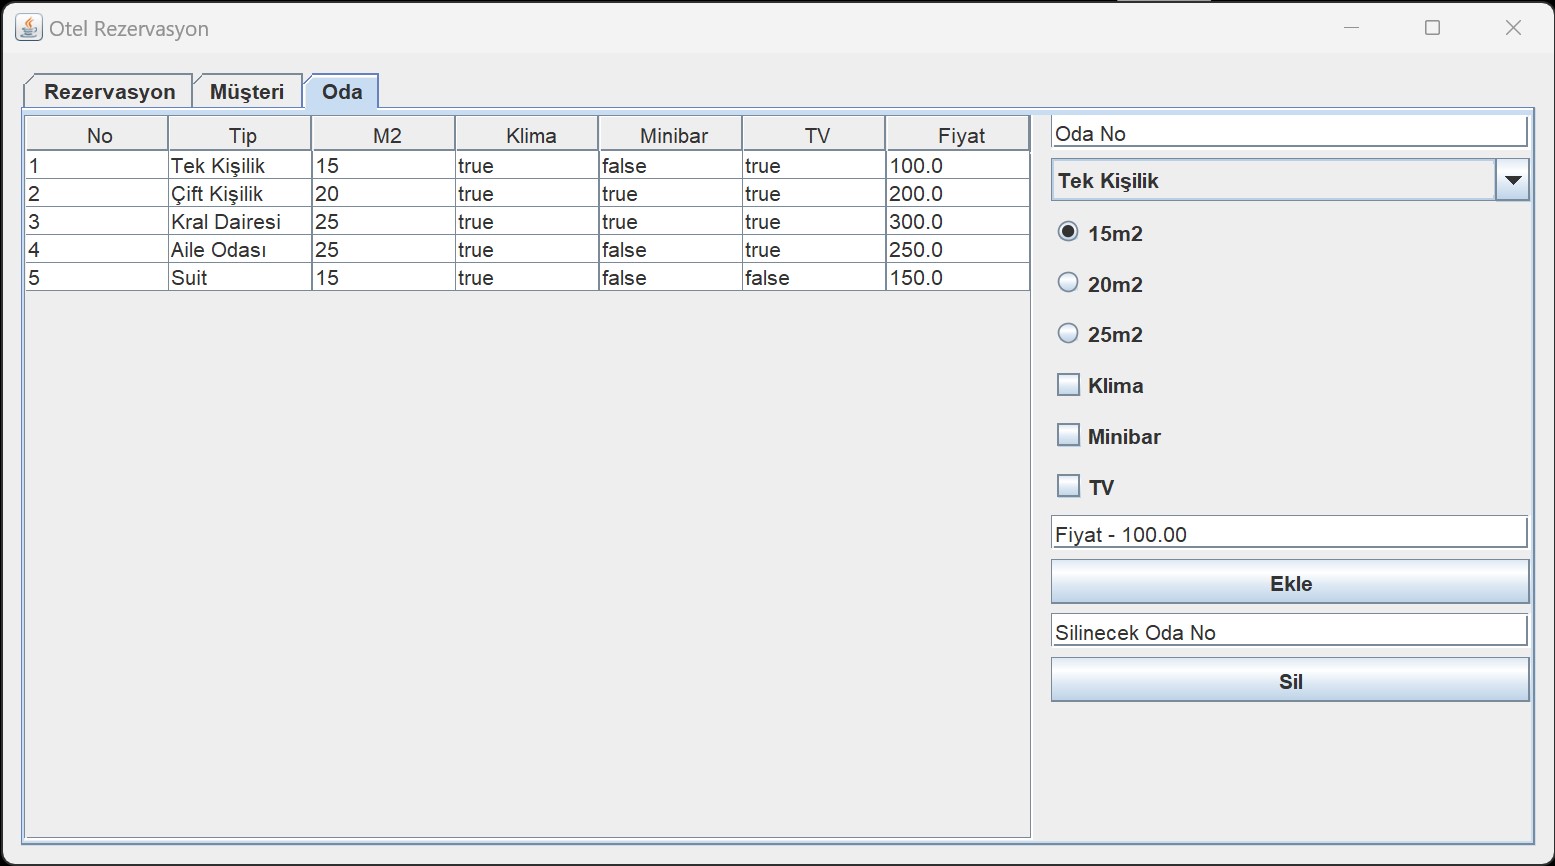 Otel Rezervasyon
Rezervasyon Müşteri Oda
No Tip M2 Klima Minibar TV Fiyat
1 Tek Kişilik 15 true false true 100.0
2 Çift Kişilik 20 true true true 200.0
3 Kral Dairesi 25 true true true 300.0
4 Aile Odası 25 true false true 250.0
5 Suit 15 true false false 150.0
Oda No
Tek Kişilik
15m2
20m2
25m2
Klima
Minibar
TV
Fiyat - 100.00
Ekle
Silinecek Oda No
Sil